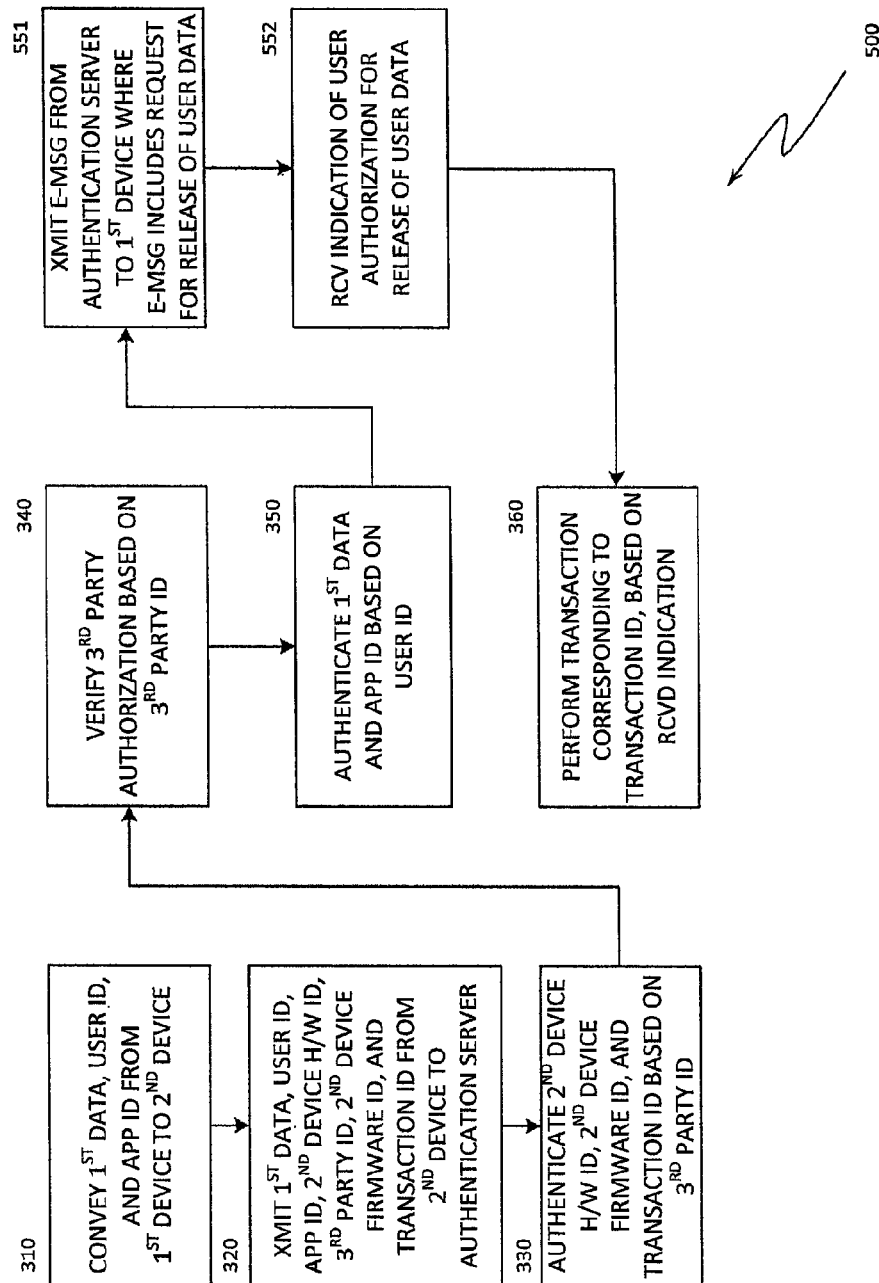 310
CONVEY 1ST DATA, USER ID,
AND APP ID FROM
1ST DEVICE TO 2ND DEVICE
320
XMIT 1ST DATA, USER ID,
APP ID, 2ND DEVICE H/W ID,
3RD PARTY ID, 2ND DEVICE
FIRMWARE ID, AND
TRANSACTION ID FROM
2ND DEVICE TO
AUTHENTICATION SERVER
330
AUTHENTICATE 2ND DEVICE
H/W ID, 2ND DEVICE
FIRMWARE ID, AND
TRANSACTION ID BASED ON
3RD PARTY ID
340
VERIFY 3RD PARTY
AUTHORIZATION BASED ON
3RD PARTY ID
350
AUTHENTICATE 1ST DATA
AND APP ID BASED ON
USER ID
551
XMIT E-MSG FROM
AUTHENTICATION SERVER
TO 1ST DEVICE WHERE
E-MSG INCLUDES REQUEST
FOR RELEASE OF USER DATA
552
RCV INDICATION OF USER
AUTHORIZATION FOR
RELEASE OF USER DATA
360
PERFORM TRANSACTION
CORRESPONDING TO
TRANSACTION ID, BASED ON
RCVD INDICATION
500